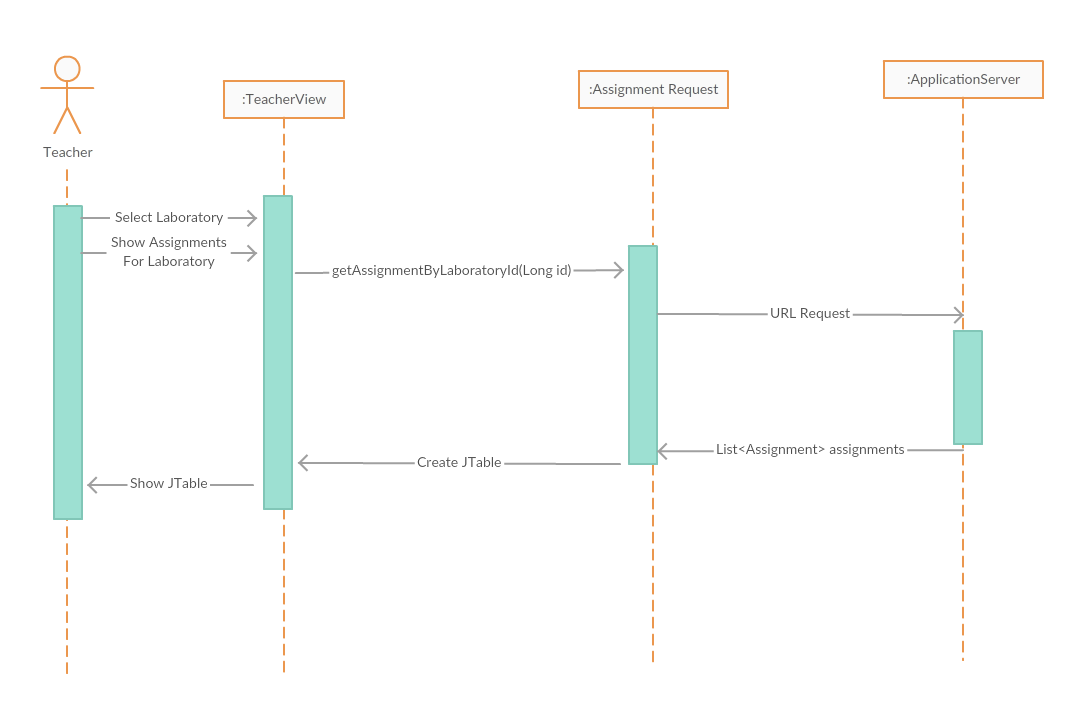 :ApplicationServer
:Assignment Request
:TeacherView
Teacher
Select Laboratory
Show Assignments
For Laboratory
getAssignmentByLaboratoryId(Long id)
URL Request
List<Assignment> assignments
Create JTable
Show JTable